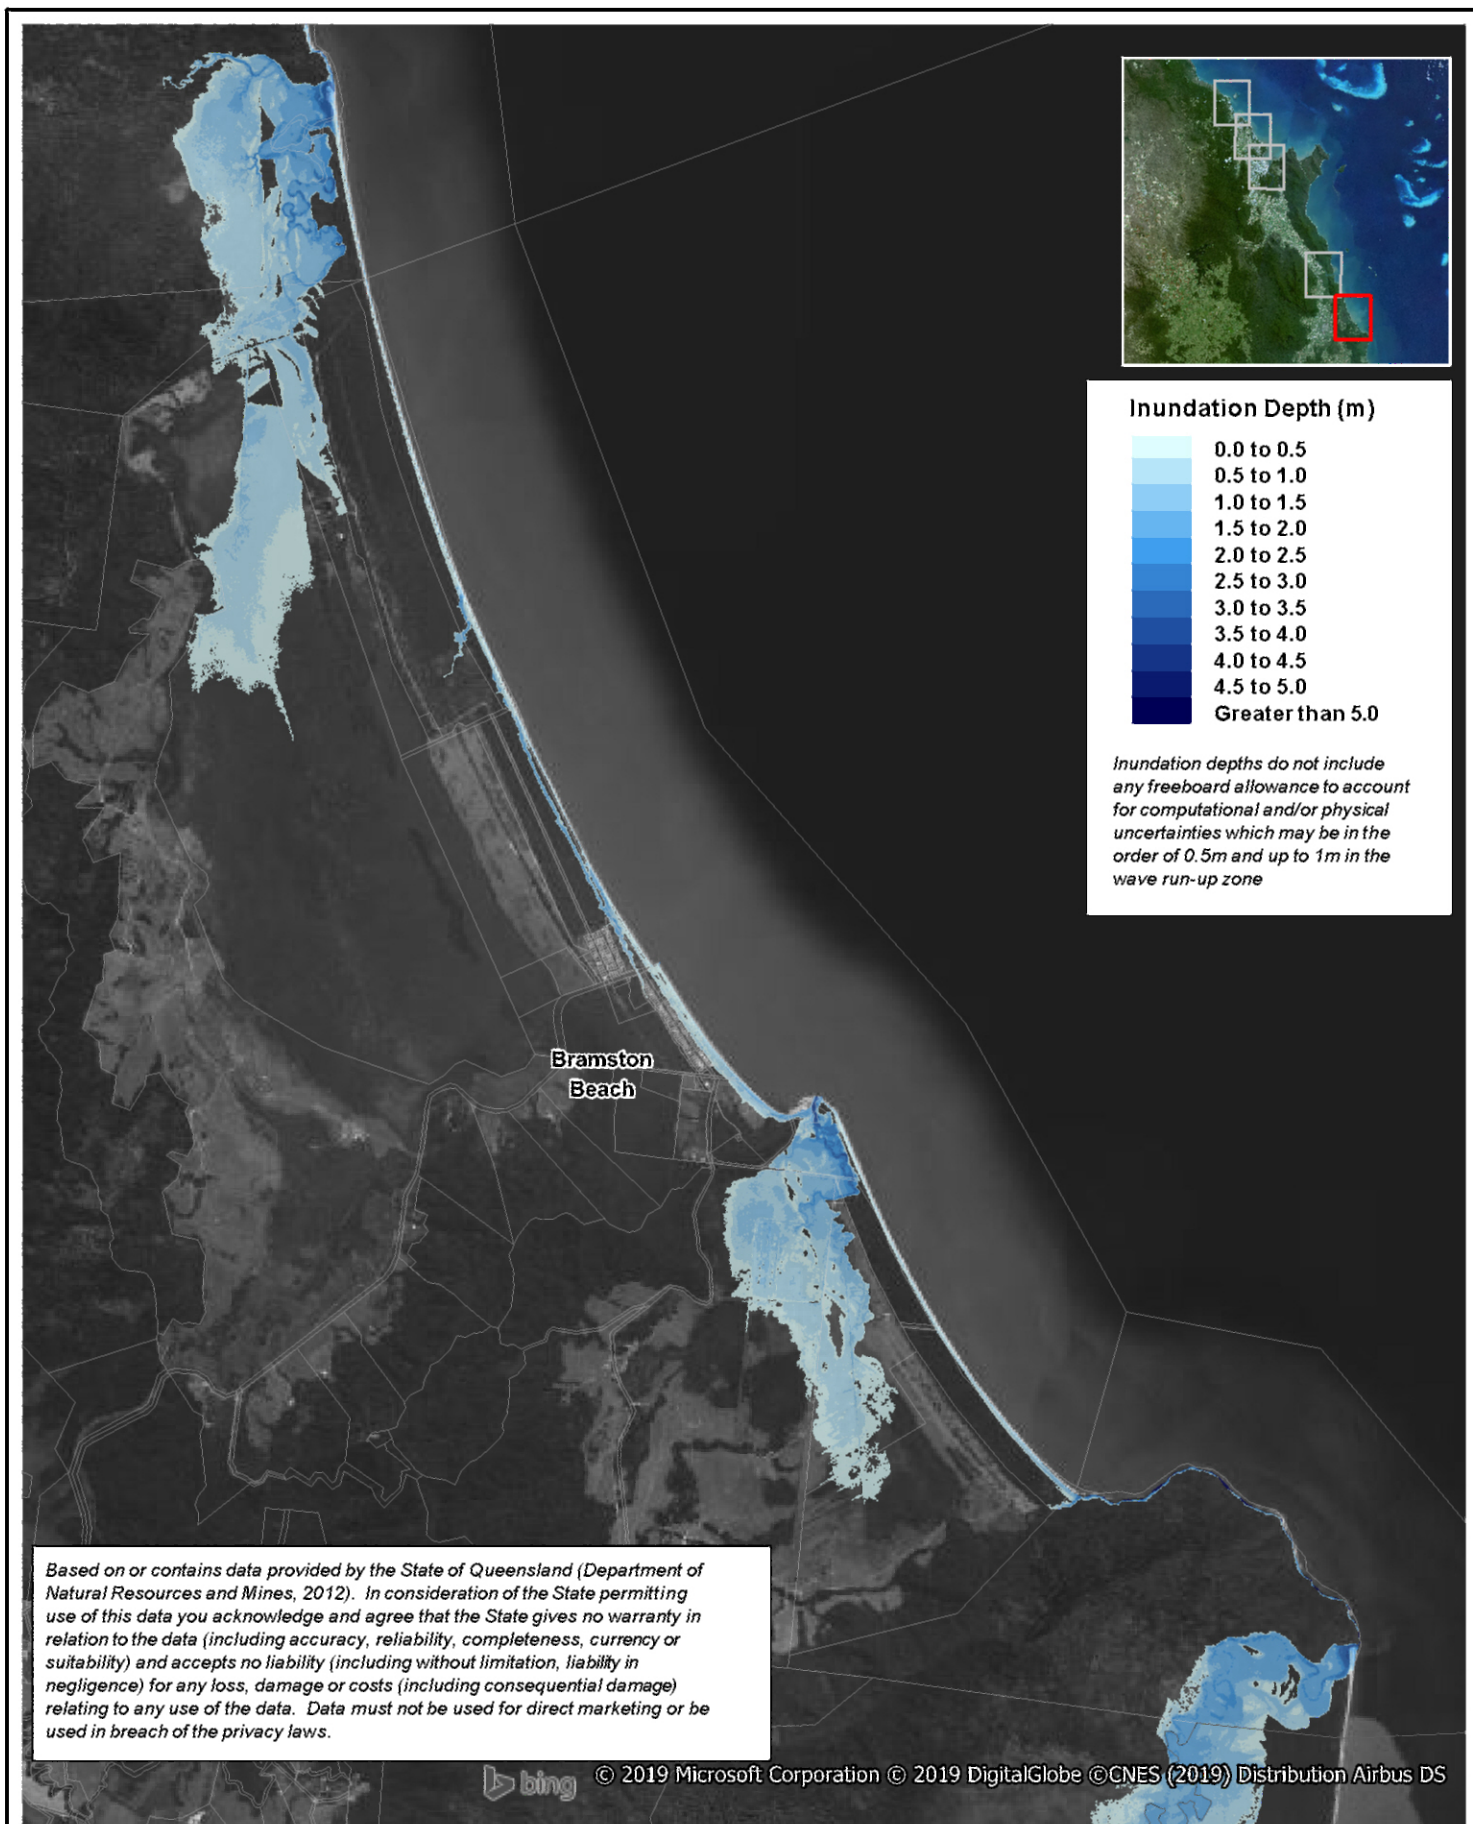 Inundation Depth (m)
0.0 to 0.5
0.5 to 1.0
1.0 to 1.5
1.5 to 2.0
2.0 to 2.5
2.5 to 3.0
3.0 to 3.5
3.5 to 4.0
4.0 to 4.5
4.5 to 5.0
Greater than 5.0
Inundation depths do not include
any freeboard allowance to account
for computational and/or physical
uncertainties which may be in the
order of 0.5m and up to 1m in the
wave run-up zone
Bramston
Beach
Based on or contains data provided by the State of Queensland (Department of
Natural Resources and Mines, 2012). In consideration of the State permitting
use of this data you acknowledge and agree that the State gives no warranty in
relation to the data (including accuracy, reliability, completeness, currency or
suitability) and accepts no liability (including without limitation, liability in
negligence) for any loss, damage or costs (including consequential damage)
relating to any use of the data. Data must not be used for direct marketing or be
used in breach of the privacy laws.
bing
© 2019 Microsoft Corporation © 2019 DigitalGlobe ©CNES (2019) Distribution Airbus DS